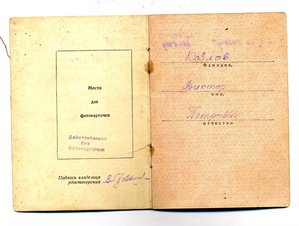 Место
для
фотокарточки
Действительно
без
фотокарточки
Подпись владельца
удостоверения
Козлов
Фамилия,
Виктор
имя,
Петрович
отчество